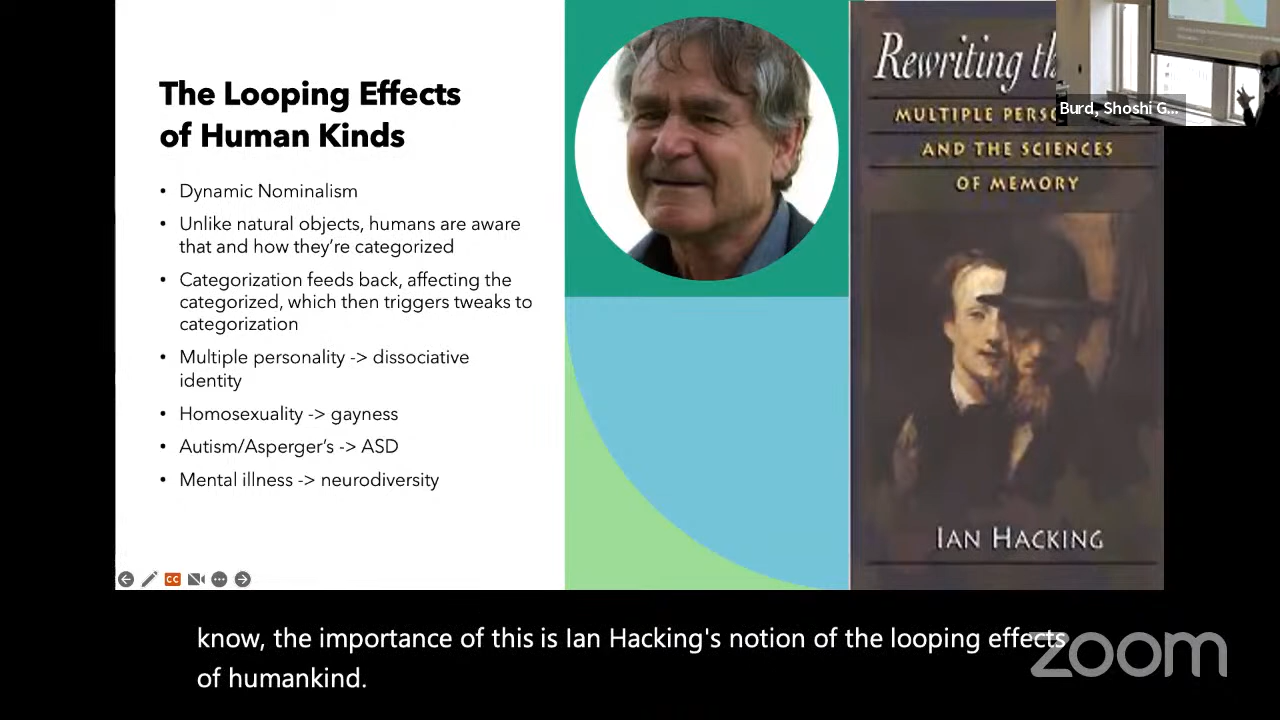 The Looping Effects
of Human Kinds
• Dynamic Nominalism
• Unlike natural objects, humans are aware
that and how they're categorized
• Categorization feeds back, affecting the
categorized, which then triggers tweaks to
categorization
• Multiple personality -> dissociative
identity
• Homosexuality -> gayness
• Autism/Asperger's -> ASD
• Mental illness -> neurodiversity
CC
Rewriting
MULTIPLE
AND THE SCIENCES
OF MEMORY
IAN HACKING
Burd, Shoshi G...
know, the importance of this is Ian Hacking's notion of the looping effects
of humankind.
zoom